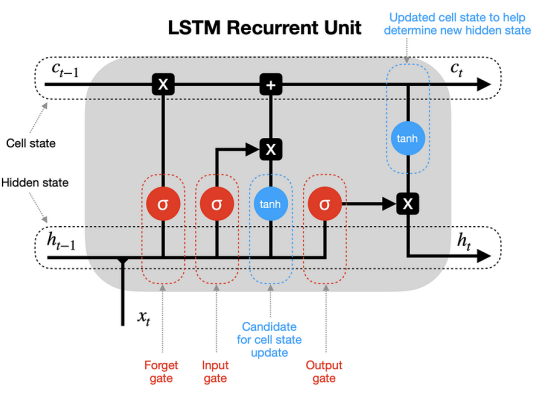 LSTM Recurrent Unit
Updated cell state to help
determine new hidden state
c_{t-1}
c_t
X
+
tanh
Cell state
X
Hidden state
σ
σ
tanh
σ
X
h_{t-1}
h_t
x_t
Candidate
for cell state
update
Forget
gate
Input
gate
Output
gate